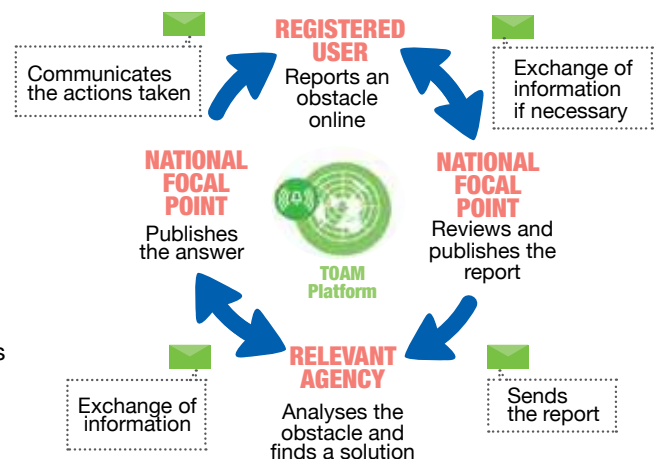 REGISTERED
USER
Reports an
obstacle
online
Exchange of
information
if necessary
NATIONAL
FOCAL
POINT
Reviews and
publishes the
report
Sends
the report
RELEVANT
AGENCY
Analyses the
obstacle and
finds a solution
Exchange of
information
NATIONAL
FOCAL
POINT
Publishes
the answer
Communicates
the actions taken
TOAM
Platform
s